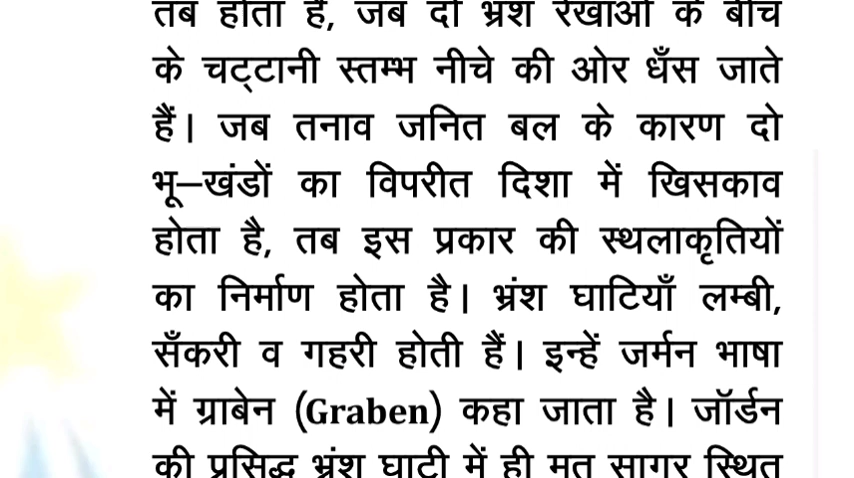 तब होता है, जब दो भ्रंश रेखाओं के बीच
के चट्टानी स्तम्भ नीचे की ओर धँस जाते
हैं। जब तनाव जनित बल के कारण दो
भू–खंडों का विपरीत दिशा में खिसकाव
होता है, तब इस प्रकार की स्थलाकृतियों
का निर्माण होता है। भ्रंश घाटियाँ लम्बी,
सँकरी व गहरी होती हैं। इन्हें जर्मन भाषा
में ग्राबेन (Graben) कहा जाता है। जॉर्डन
की प्रसिद्ध भ्रंश घाटी में ही मृत सागर स्थित